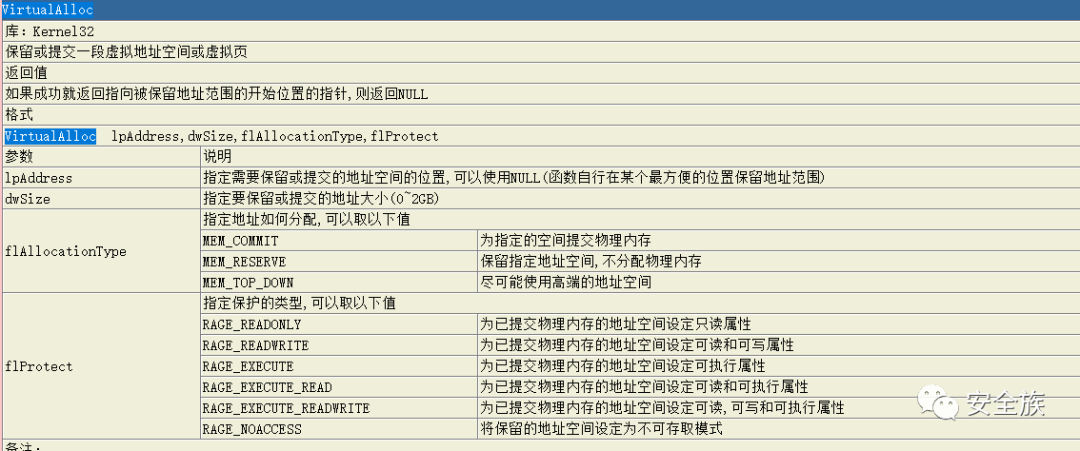 VirtualAlloc
库：Kernel32
保留或提交一段虚拟地址空间或虚拟页
返回值
如果成功就返回指向被保留地址范围的开始位置的指针,则返回NULL
格式
VirtualAlloc lpAddress,dwSize,flAllocationType,flProtect
参数 说明
lpAddress 指定需要保留或提交的地址空间的位置,可以使用NULL(函数自行在某个最方便的位置保留地址范围)
dwSize 指定要保留或提交的地址大小(0~2GB)
flAllocationType 指定地址如何分配,可以取以下值
MEM_COMMIT 为指定的空间提交物理内存
MEM_RESERVE 保留指定地址空间,不分配物理内存
MEM_TOP_DOWN 尽可能使用高端的地址空间
flProtect 指定保护的类型,可以取以下值
RAGE_READONLY 为已提交物理内存的地址空间设定只读属性
RAGE_READWRITE 为已提交物理内存的地址空间设定可读和可写属性
RAGE_EXECUTE 为已提交物理内存的地址空间设定可执行属性
RAGE_EXECUTE_READ 为已提交物理内存的地址空间设定可读和可执行属性
RAGE_EXECUTE_READWRITE 为已提交物理内存的地址空间设定可读,可写和可执行属性
RAGE_NOACCESS 将保留的地址空间设定为不可存取模式
备注：
安全族